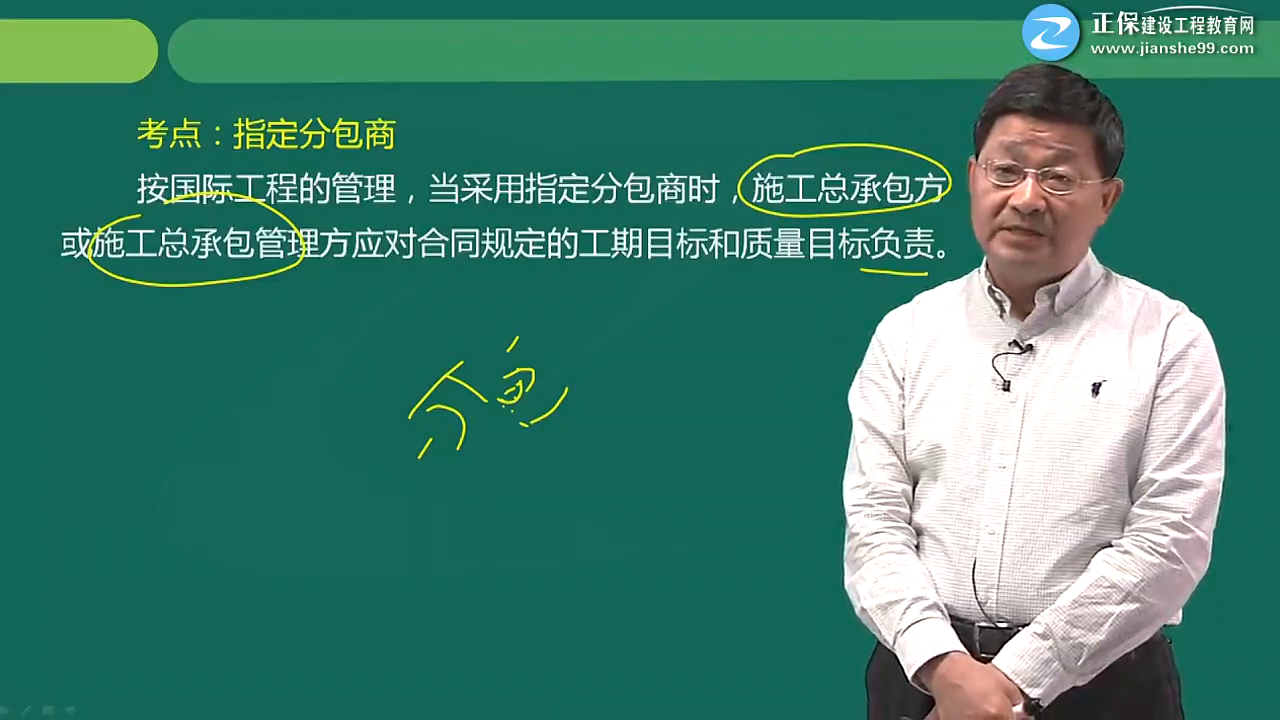 正保建设工程教育网
www.jianshe99.com
考点：指定分包商
按国际工程的管理，当采用指定分包商时，施工总承包方
或施工总承包管理方应对合同规定的工期目标和质量目标负责。
分包